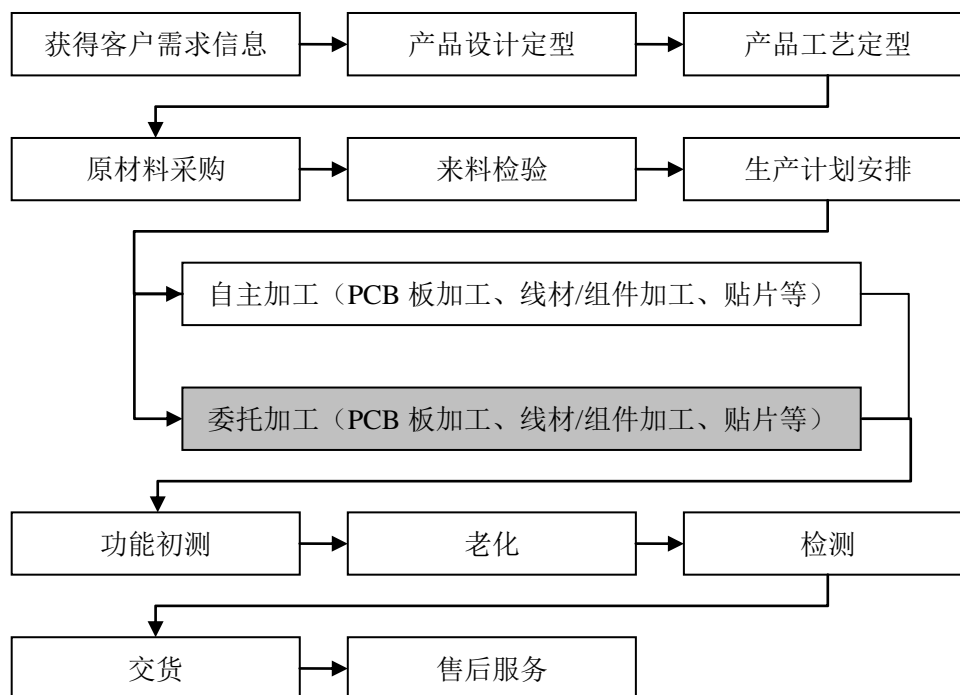 获得客户需求信息
产品设计定型
产品工艺定型
原材料采购
来料检验
生产计划安排
自主加工（PCB 板加工、线材/组件加工、贴片等）
委托加工（PCB 板加工、线材/组件加工、贴片等）
功能初测
老化
检测
交货
售后服务